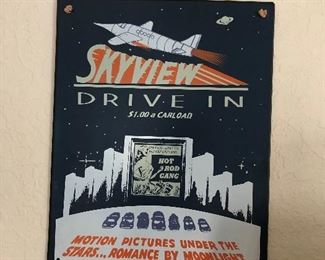 SKYVIEW
DRIVE IN
$1.00 a CARLOAD
HOT
ROD
GANG
MOTION PICTURES UNDER THE
STARS... ROMANCE BY MOONLIGHT